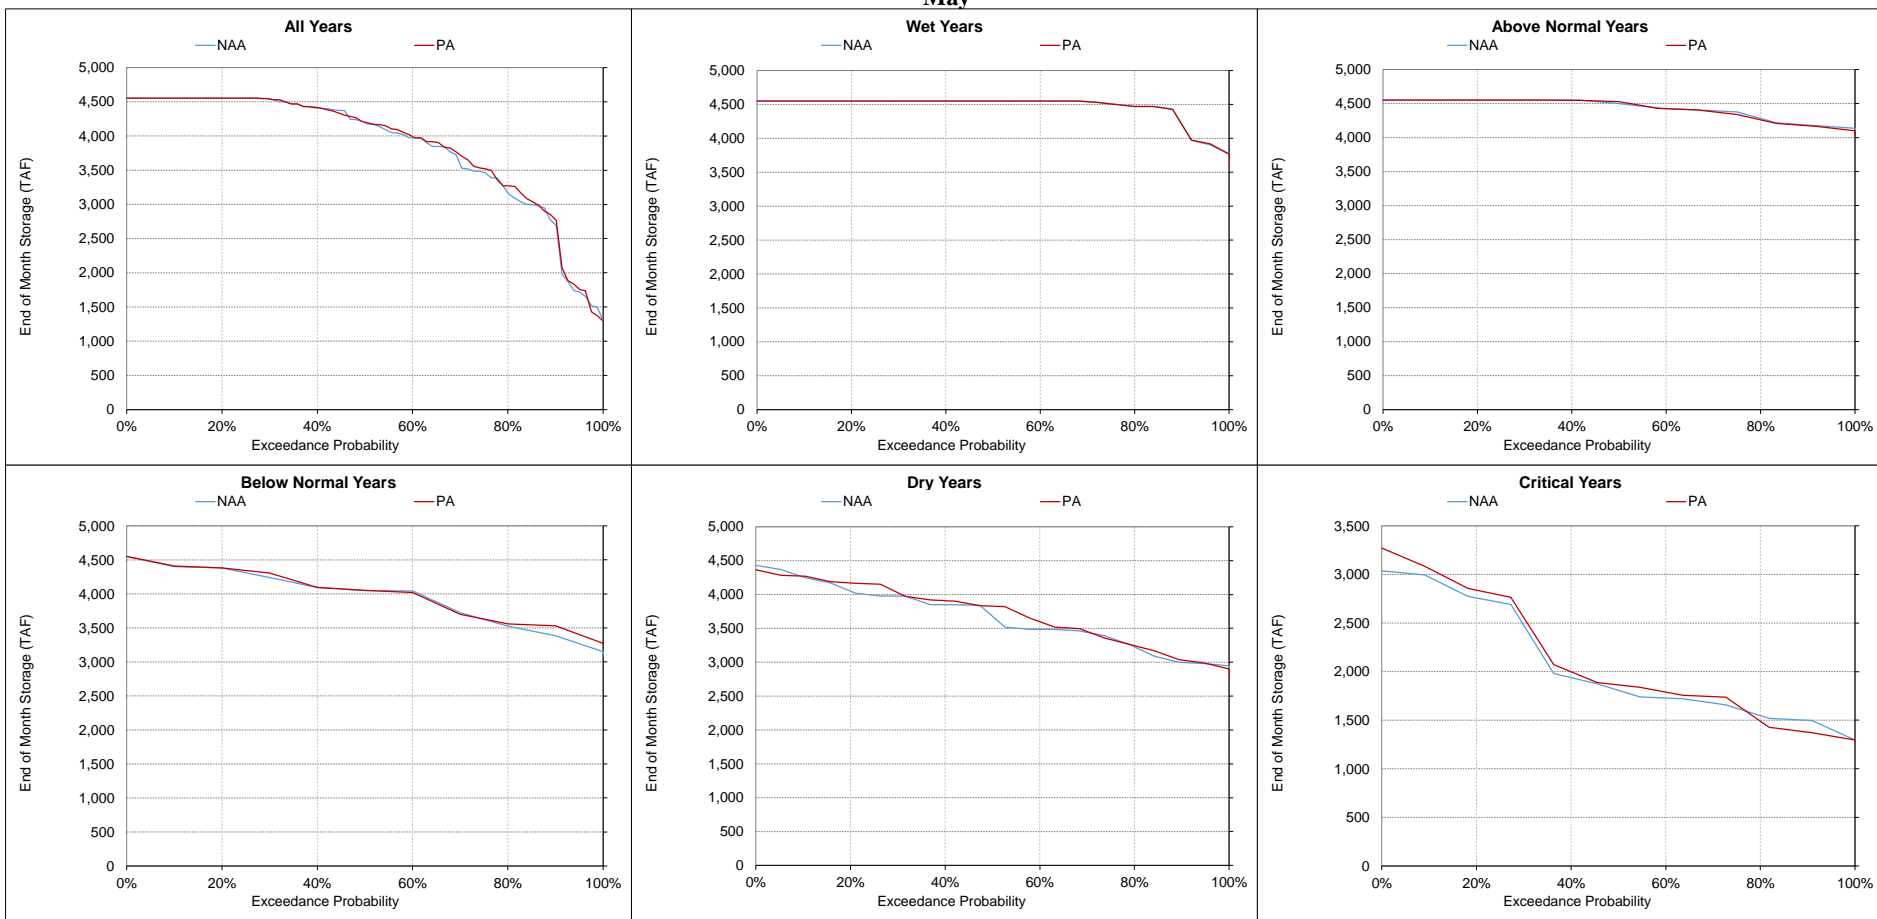 May
All Years
NAA PA
5,000
4,500
4,000
3,500
3,000
2,500
2,000
1,500
1,000
500
0
End of Month Storage (TAF)
0% 20% 40% 60% 80% 100%
Exceedance Probability
Wet Years
NAA PA
5,000
4,500
4,000
3,500
3,000
2,500
2,000
1,500
1,000
500
0
End of Month Storage (TAF)
0% 20% 40% 60% 80% 100%
Exceedance Probability
Above Normal Years
NAA PA
5,000
4,500
4,000
3,500
3,000
2,500
2,000
1,500
1,000
500
0
End of Month Storage (TAF)
0% 20% 40% 60% 80% 100%
Exceedance Probability
Below Normal Years
NAA PA
5,000
4,500
4,000
3,500
3,000
2,500
2,000
1,500
1,000
500
0
End of Month Storage (TAF)
0% 20% 40% 60% 80% 100%
Exceedance Probability
Dry Years
NAA PA
5,000
4,500
4,000
3,500
3,000
2,500
2,000
1,500
1,000
500
0
End of Month Storage (TAF)
0% 20% 40% 60% 80% 100%
Exceedance Probability
Critical Years
NAA PA
3,500
3,000
2,500
2,000
1,500
1,000
500
0
End of Month Storage (TAF)
0% 20% 40% 60% 80% 100%
Exceedance Probability